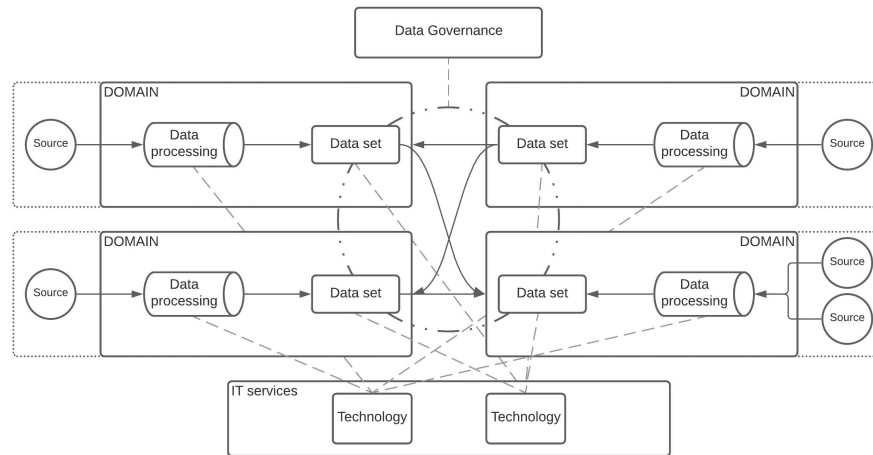 Data Governance
DOMAIN
DOMAIN
Source
Data
processing
Data set
Data set
Data
processing
Source
DOMAIN
DOMAIN
Source
Data
processing
Data set
Data set
Data
processing
Source
Source
IT services
Technology
Technology